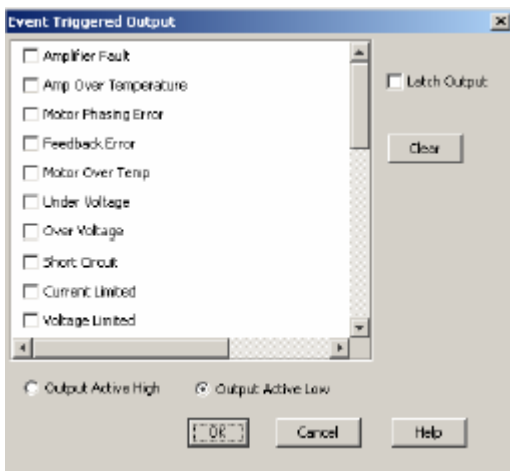 Event Triggered Output
Amplifier Fault
Amp Over Temperature
Latch Output
Motor Phasing Error
Feedback Error
Clear
Motor Over Temp
Under Voltage
Over Voltage
Short Circuit
Current Limited
Voltage Limited
Output Active High
Output Active Low
OK
Cancel
Help